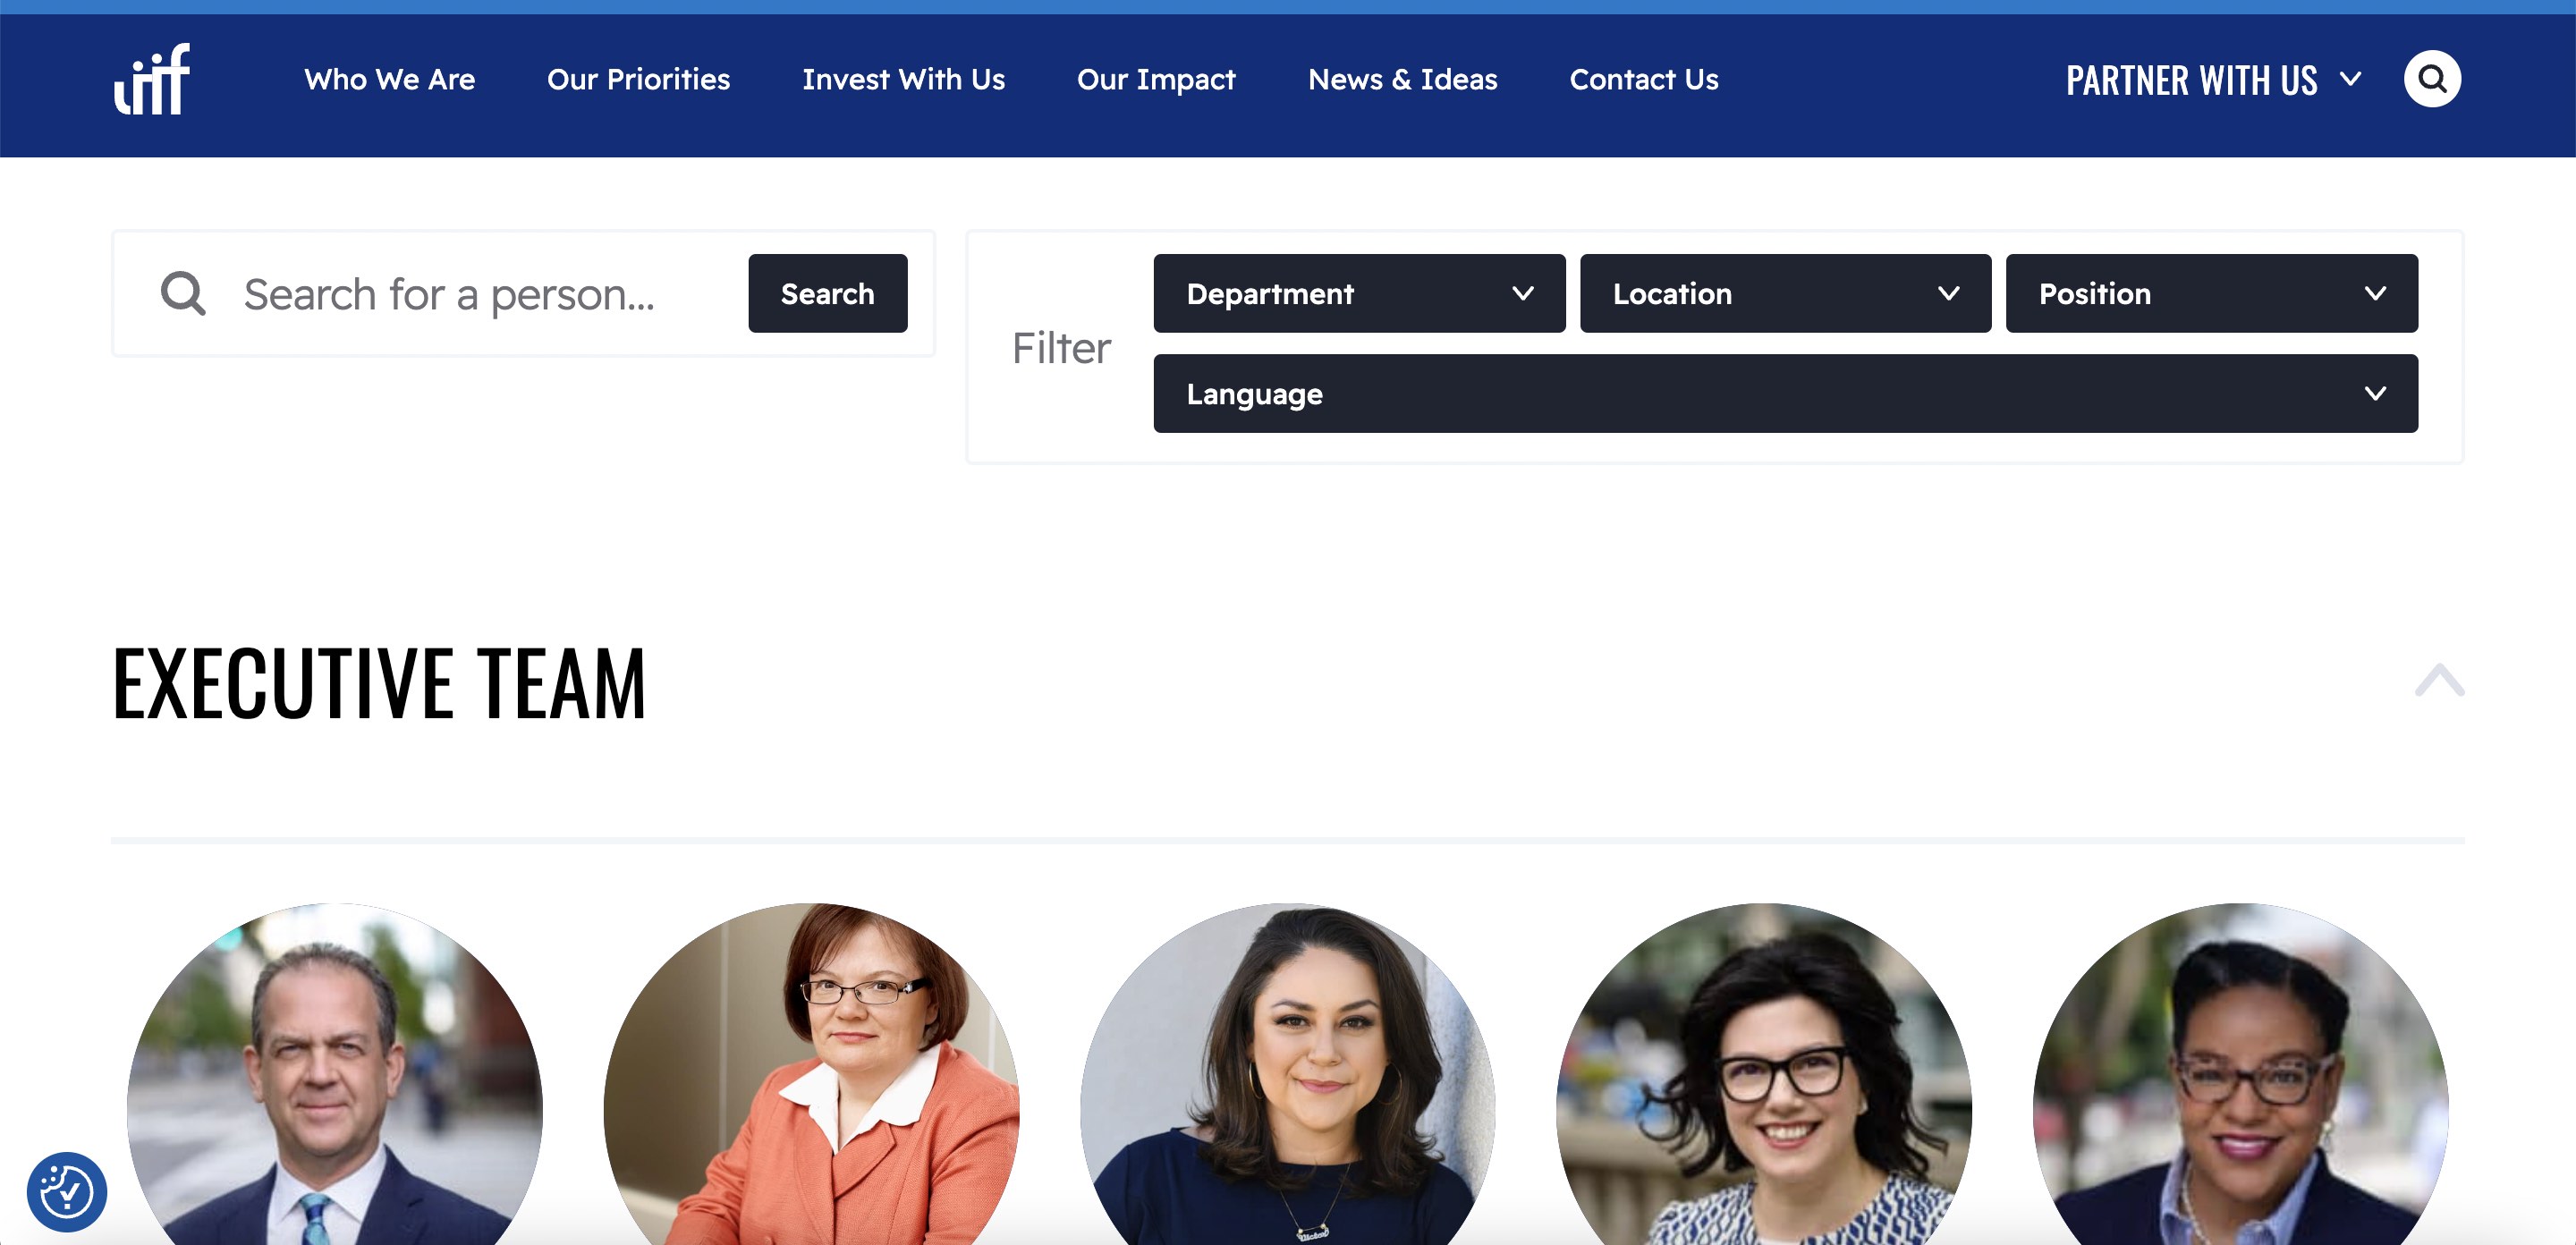 liif
Who We Are
Our Priorities
Invest With Us
Our Impact
News & Ideas
Contact Us
PARTNER WITH US
Search for a person...
Search
Filter
Department
Location
Position
Language
EXECUTIVE TEAM